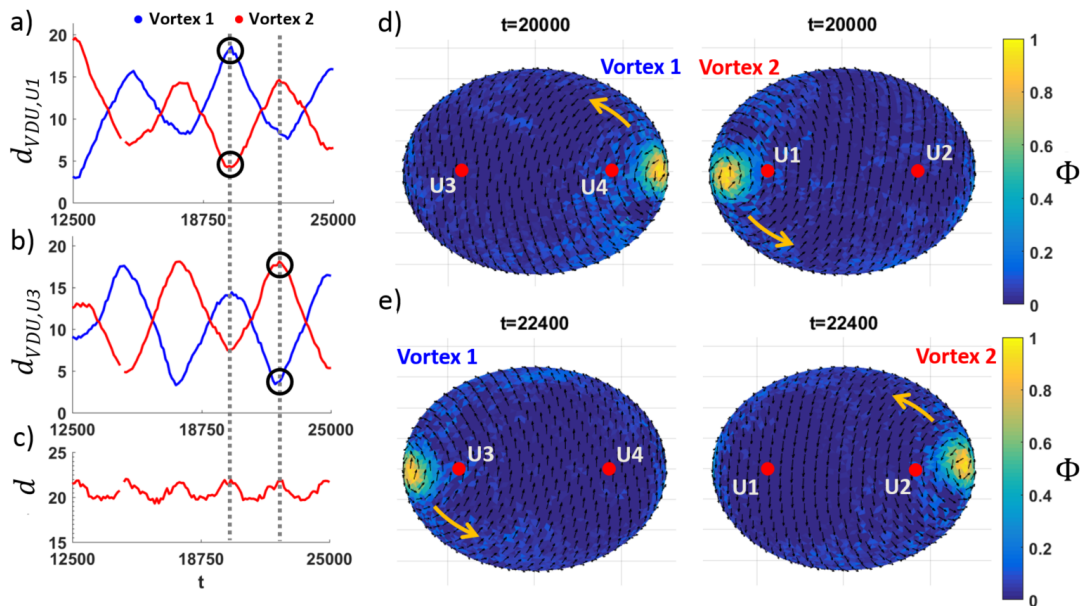 a)
Vortex 1
Vortex 2
d_{VDU,U1}
20
15
10
5
0
12500
18750
25000
b)
d_{VDU,U3}
20
15
10
5
0
12500
18750
25000
c)
d
25
20
15
12500
18750
25000
t
d)
t=20000
t=20000
Vortex 1
Vortex 2
U3
U4
U1
U2
1
0.8
0.6
0.4
0.2
0
Φ
e)
t=22400
t=22400
Vortex 1
Vortex 2
U3
U4
U1
U2
1
0.8
0.6
0.4
0.2
0
Φ